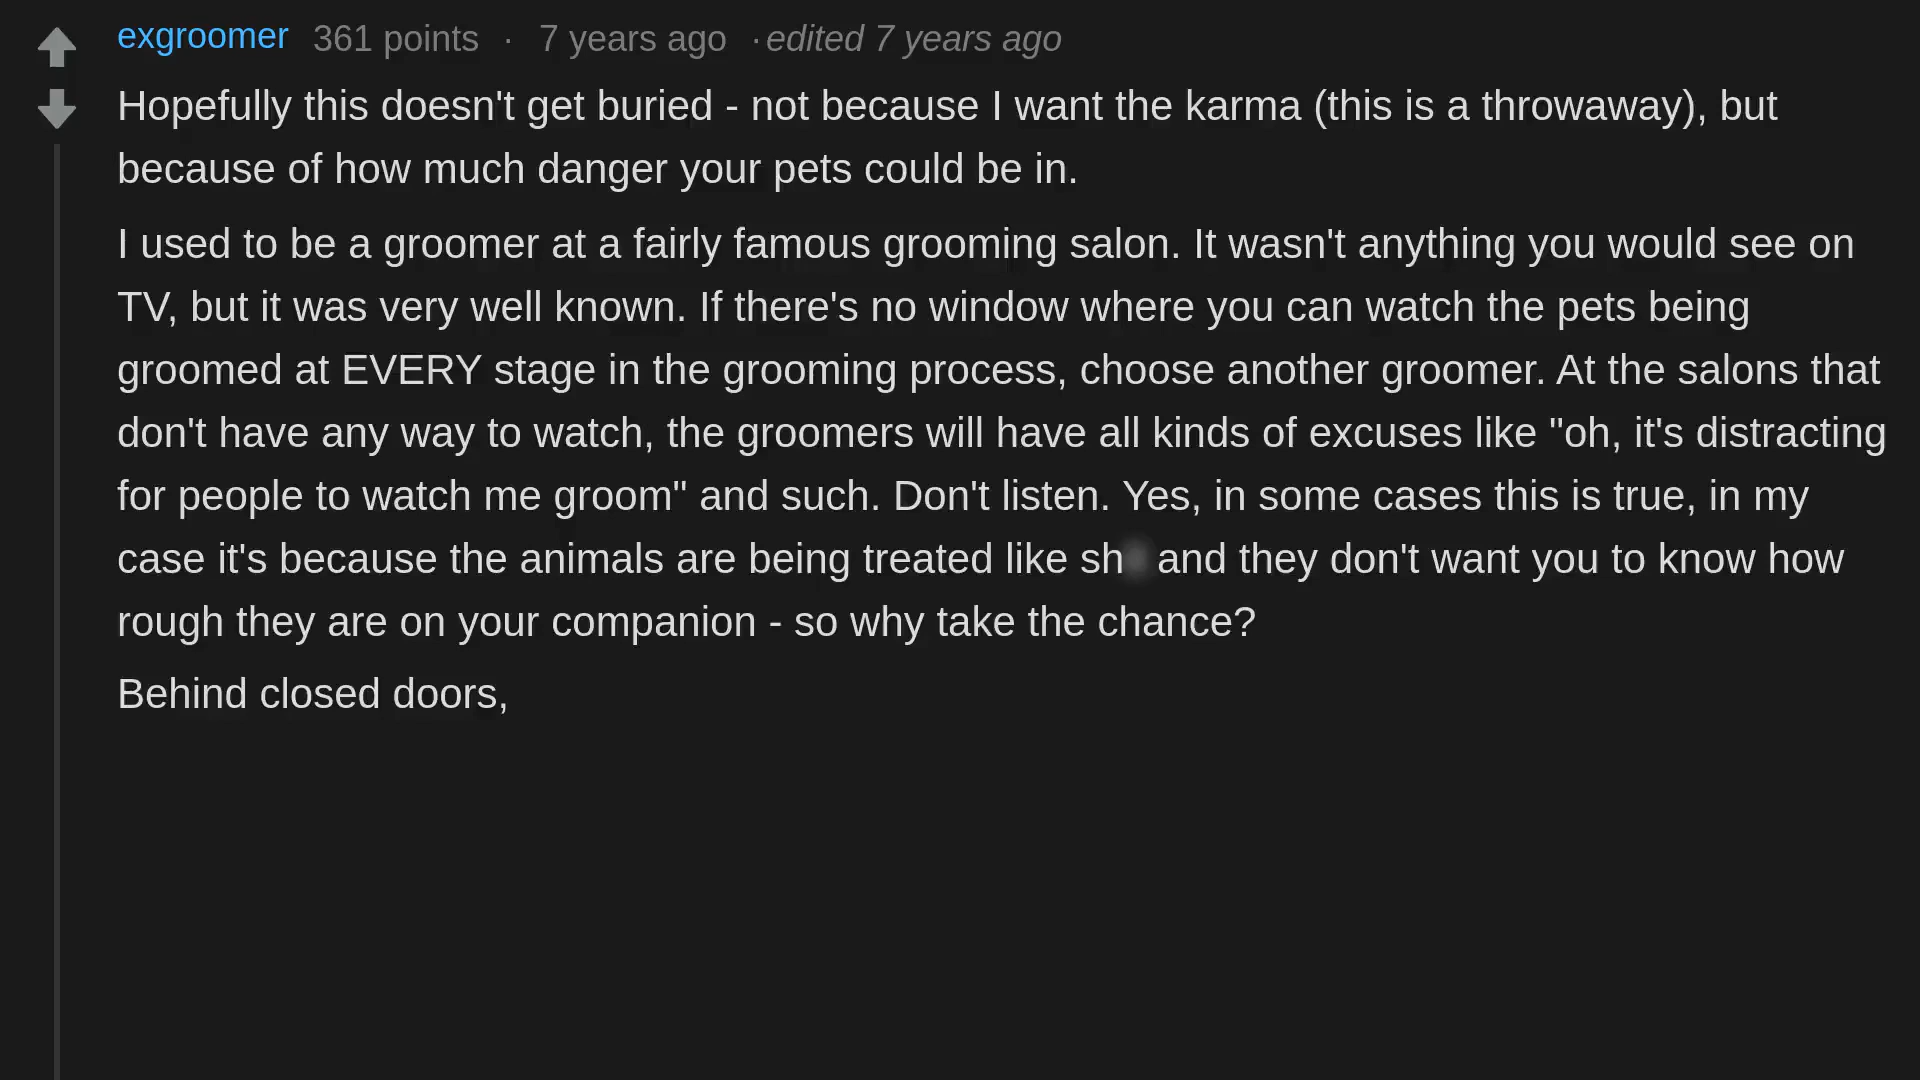 exgroomer 361 points · 7 years ago · edited 7 years ago
Hopefully this doesn't get buried - not because I want the karma (this is a throwaway), but
because of how much danger your pets could be in.
I used to be a groomer at a fairly famous grooming salon. It wasn't anything you would see on
TV, but it was very well known. If there's no window where you can watch the pets being
groomed at EVERY stage in the grooming process, choose another groomer. At the salons that
don't have any way to watch, the groomers will have all kinds of excuses like "oh, it's distracting
for people to watch me groom" and such. Don't listen. Yes, in some cases this is true, in my
case it's because the animals are being treated like sh and they don't want you to know how
rough they are on your companion - so why take the chance?
Behind closed doors,